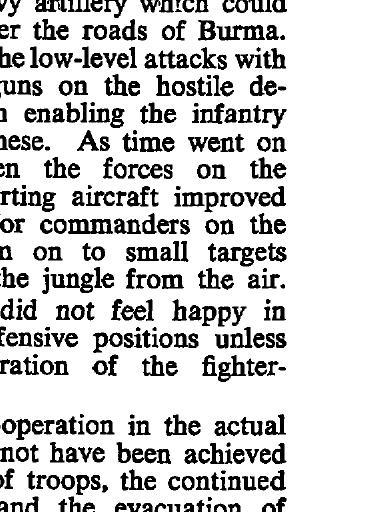 artillery which could
er the roads of Burma.
he low-level attacks with
guns on the hostile de-
enabling the infantry
nese. As time went on
en the forces on the
rting aircraft improved
or commanders on the
n on to small targets
the jungle from the air.
did not feel happy in
fensive positions unless
ration of the fighter-
operation in the actual
not have been achieved
of troops, the continued
and the evacuation of